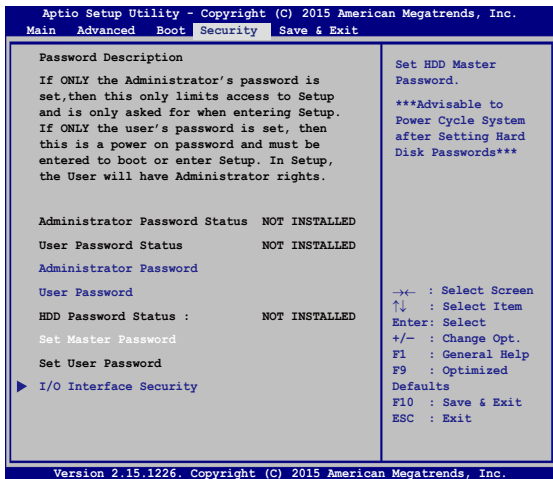 Aptio Setup Utility - Copyright (C) 2015 American Megatrends, Inc.
Main Advanced Boot Security Save & Exit
Password Description
If ONLY the Administrator's password is
set,then this only limits access to Setup
and is only asked for when entering Setup.
If ONLY the user's password is set, then
this is a power on password and must be
entered to boot or enter Setup. In Setup,
the User will have Administrator rights.
Administrator Password Status NOT INSTALLED
User Password Status NOT INSTALLED
Administrator Password
User Password
HDD Password Status : NOT INSTALLED
Set Master Password
Set User Password
I/O Interface Security
Set HDD Master
Password.
***Advisable to
Power Cycle System
after Setting Hard
Disk Passwords***
→← : Select Screen
↑↓ : Select Item
Enter: Select
+/− : Change Opt.
F1 : General Help
F9 : Optimized
Defaults
F10 : Save & Exit
ESC : Exit
Version 2.15.1226. Copyright (C) 2015 American Megatrends, Inc.